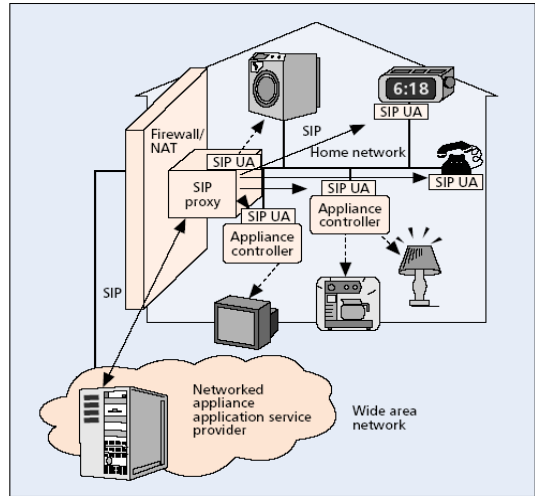 6:18
SIP UA
SIP
Firewall/
NAT
SIP UA
Home network
SIP UA
SIP
proxy
SIP UA
SIP UA
Appliance
controller
Appliance
controller
SIP
Networked
appliance
application service
provider
Wide area
network